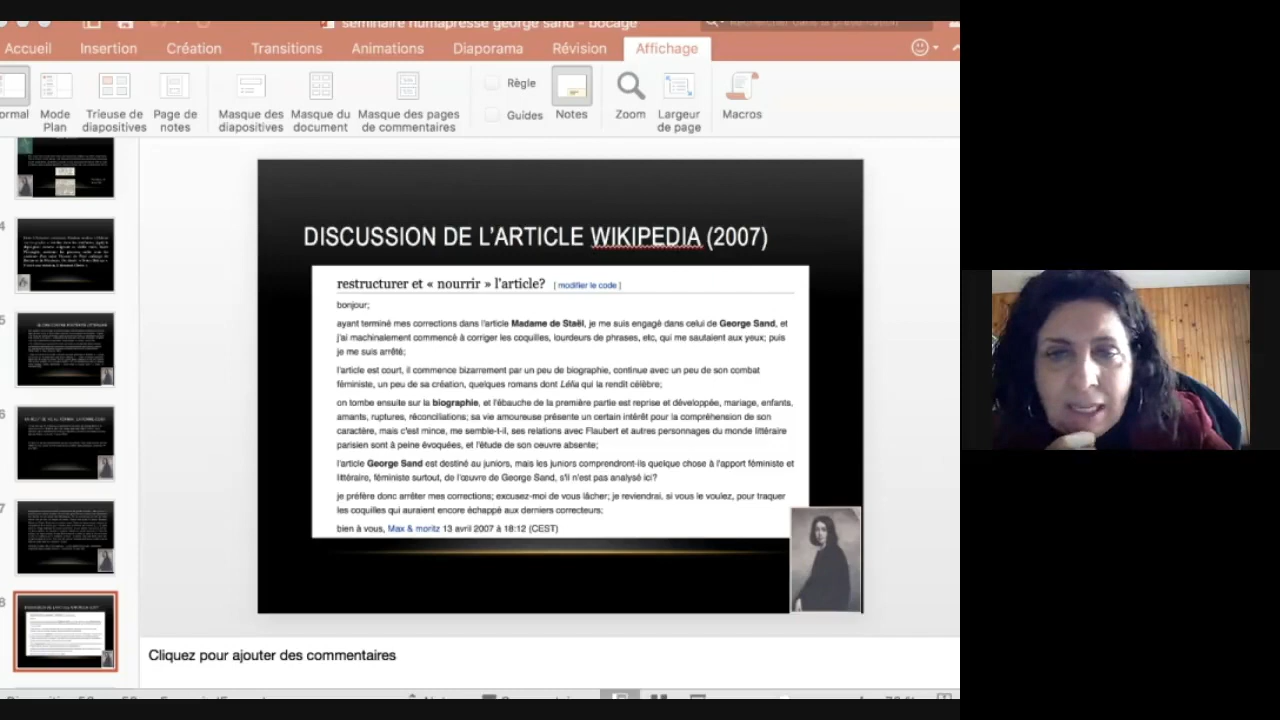 seminaire humapresse george sand - bocage
Rechercher dans la présentation
Accueil Insertion Création Transitions Animations Diaporama Révision Affichage
Mode Plan
Trieuse de diapositives
Page de notes
Masque des diapositives
Masque du document
Masque des pages de commentaires
Règle
Guides
Notes
Zoom
Largeur de page
Macros
4
5
6
7
8
DISCUSSION DE L'ARTICLE WIKIPEDIA (2007)
restructurer et « nourrir » l'article? [ modifier le code ]
bonjour;
ayant terminé mes corrections dans l'article Madame de Staël, je me suis engagé dans celui de George Sand, et
j'ai machinalement commencé à corriger les coquilles, lourdeurs de phrases, etc, qui me sautaient aux yeux; puis
je me suis arrêté;
l'article est court, il commence bizarrement par un peu de biographie, continue avec un peu de son combat
féministe, un peu de sa création, quelques romans dont Lélia qui la rendit célèbre;
on tombe ensuite sur la biographie, et l'ébauche de la première partie est reprise et développée, mariage, enfants,
amants, ruptures, réconciliations; sa vie amoureuse présente un certain intérêt pour la compréhension de son
caractère, mais c'est mince, me semble-t-il, ses relations avec Flaubert et autres personnages du monde littéraire
parisien sont à peine évoquées, et l'étude de son oeuvre absente;
l'article George Sand est destiné au juniors, mais les juniors comprendront-ils quelque chose à l'apport féministe et
littéraire, féministe surtout, de l'œuvre de George Sand, s'il n'est pas analysé ici?
je préfère donc arrêter mes corrections; excusez-moi de vous lâcher; je reviendrai, si vous le voulez, pour traquer
les coquilles qui auraient encore échappé aux derniers correcteurs;
bien à vous, Max & moritz 13 avril 2007 à 18:12 (CEST)
Cliquez pour ajouter des commentaires